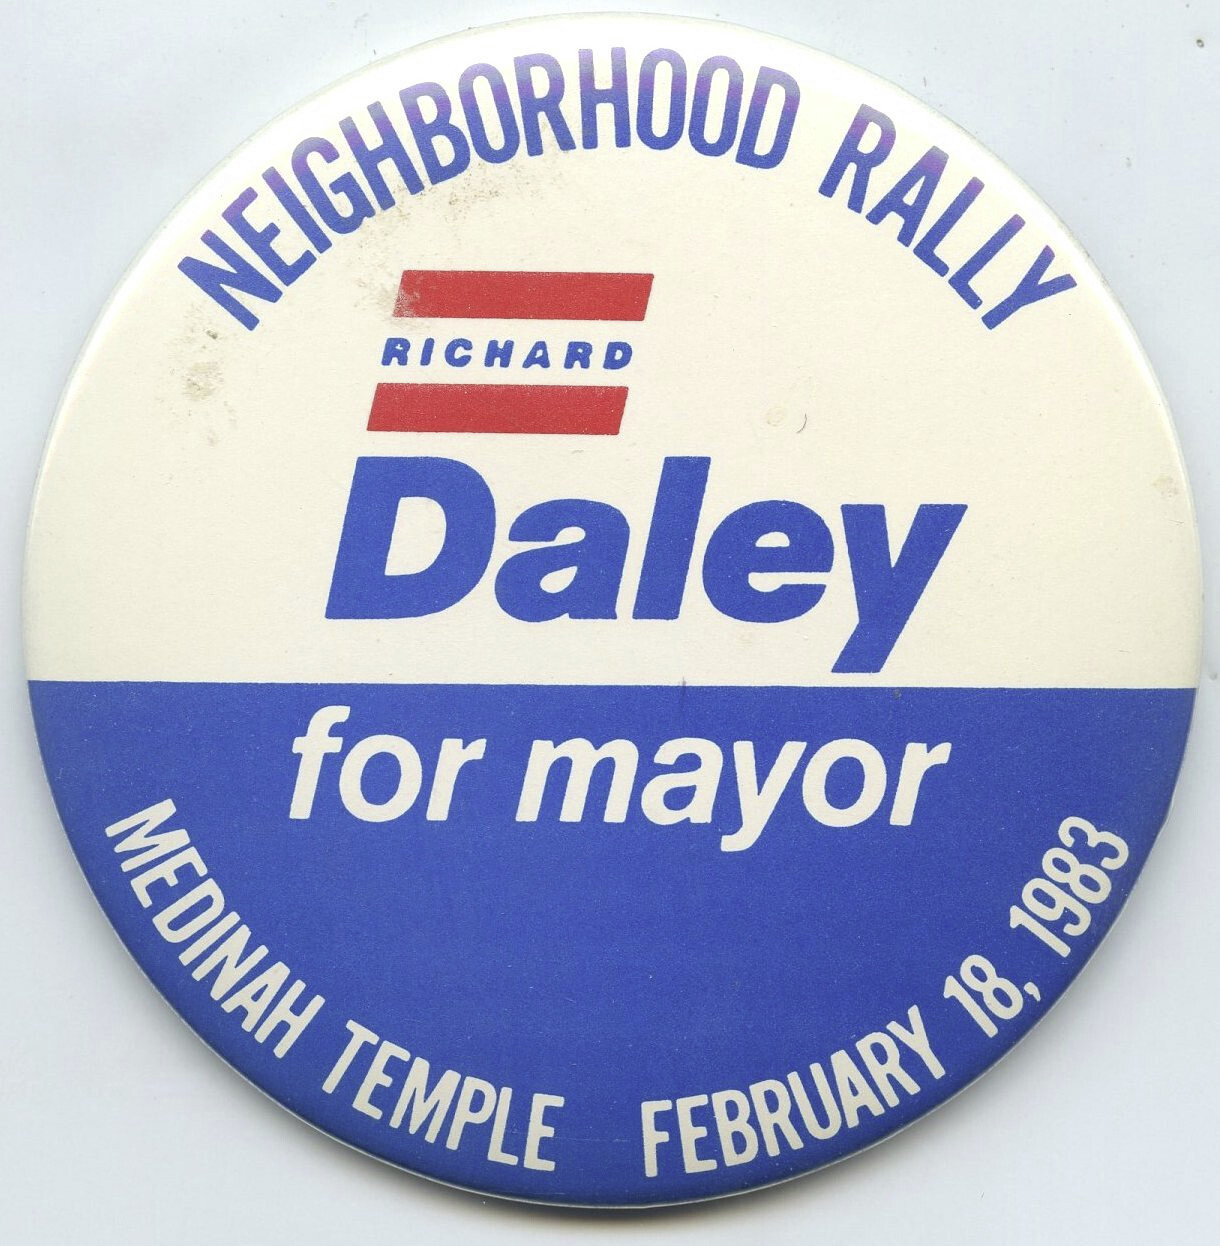 NEIGHBORHOOD RALLY
RICHARD
Daley
for mayor
MEDINAH TEMPLE FEBRUARY 18, 1983